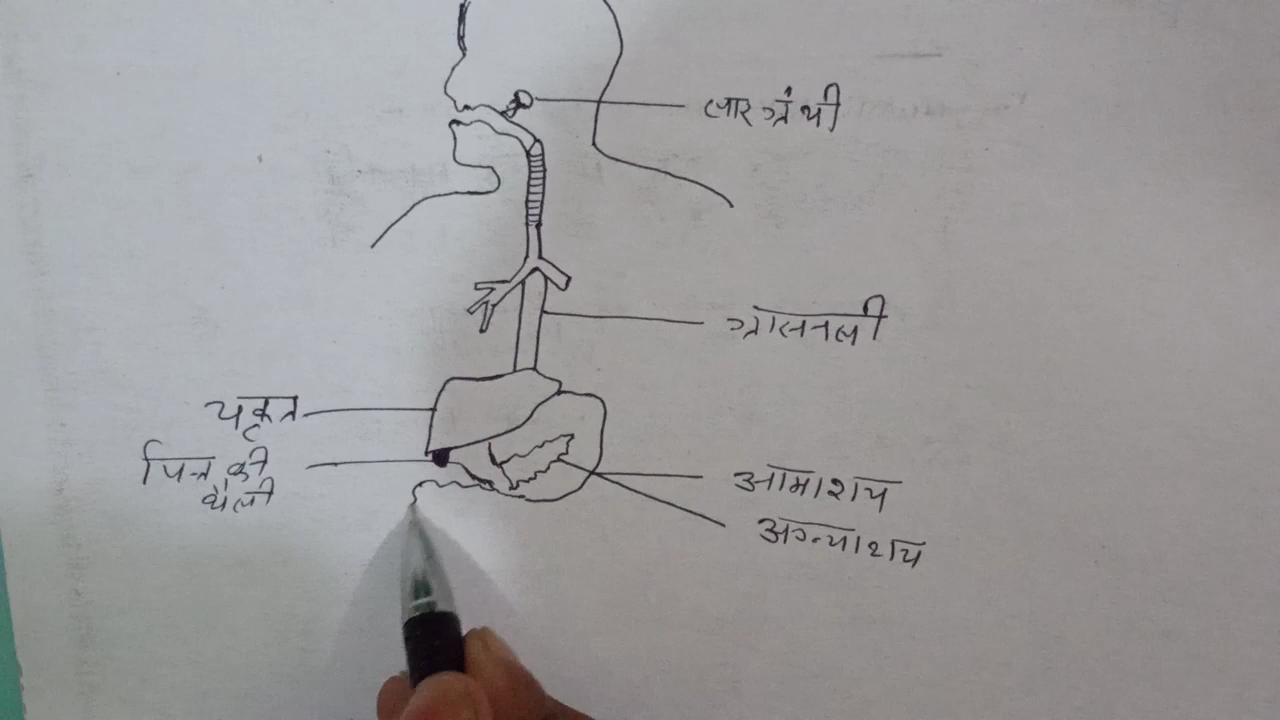 लार ग्रंथी
ग्रासनली
यकृत
पित्त की
थैली
आमाशय
अग्न्याशय